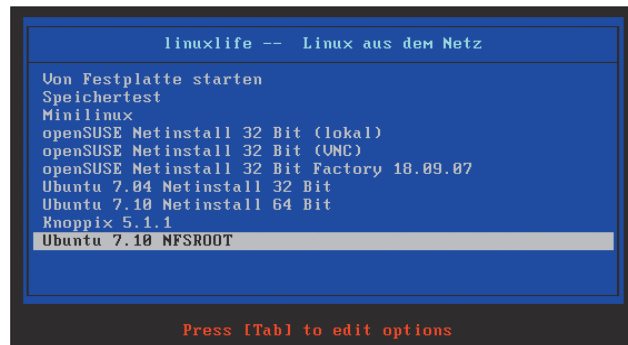 linuxlife -- Linux aus dem Netz
Von Festplatte starten
Speichertest
Minilinux
openSUSE Netinstall 32 Bit (lokal)
openSUSE Netinstall 32 Bit (VNC)
openSUSE Netinstall 32 Bit Factory 18.09.07
Ubuntu 7.04 Netinstall 32 Bit
Ubuntu 7.10 Netinstall 64 Bit
Knoppix 5.1.1
Ubuntu 7.10 NFSROOT
Press [Tab] to edit options